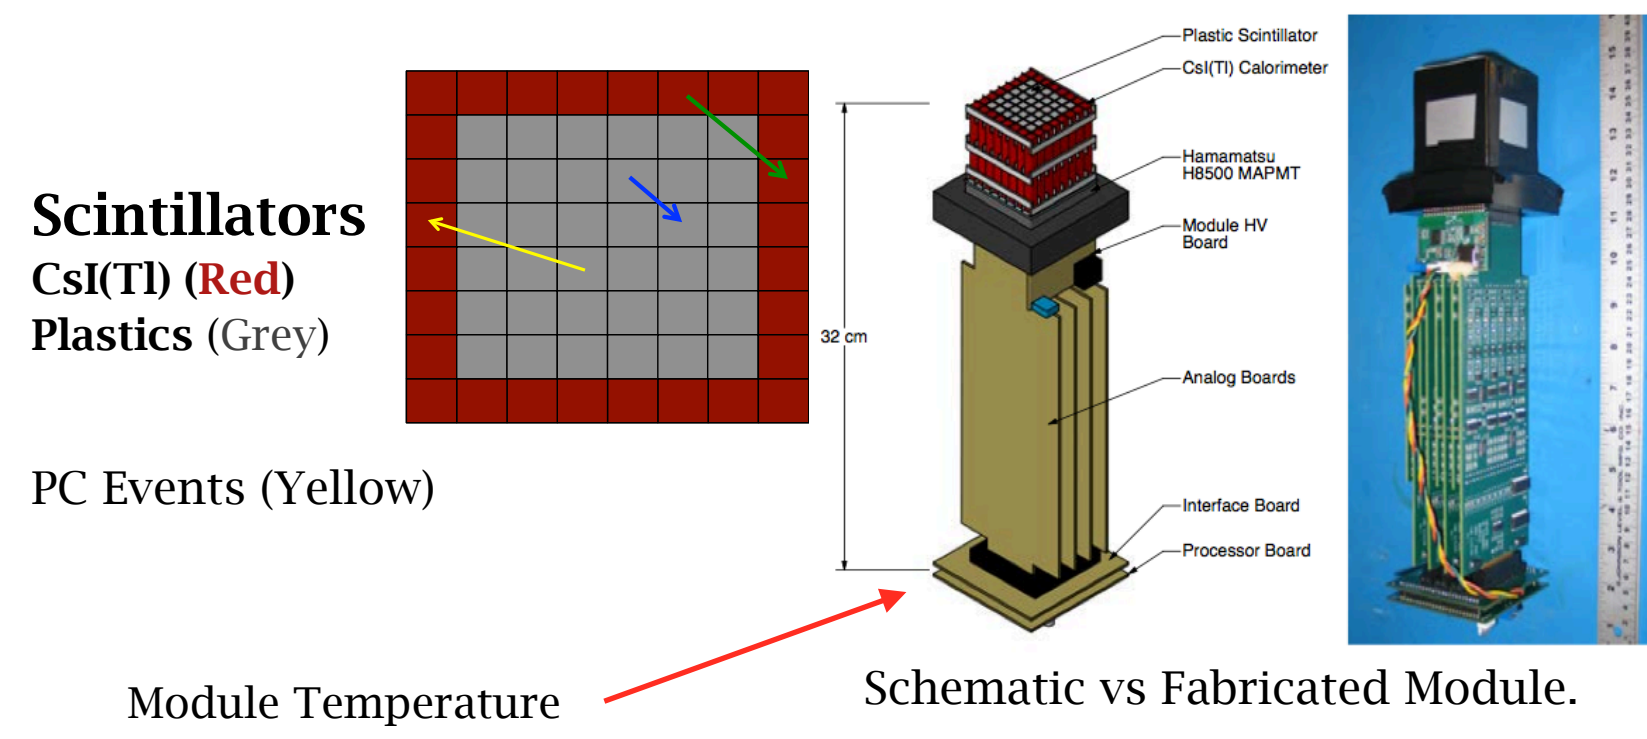 Scintillators
CsI(Tl) (Red)
Plastics (Grey)
PC Events (Yellow)
Module Temperature
Plastic Scintillator
CsI(Tl) Calorimeter
Hamamatsu
H8500 MAPMT
Module HV
Board
32 cm
Analog Boards
Interface Board
Processor Board
Schematic vs Fabricated Module.